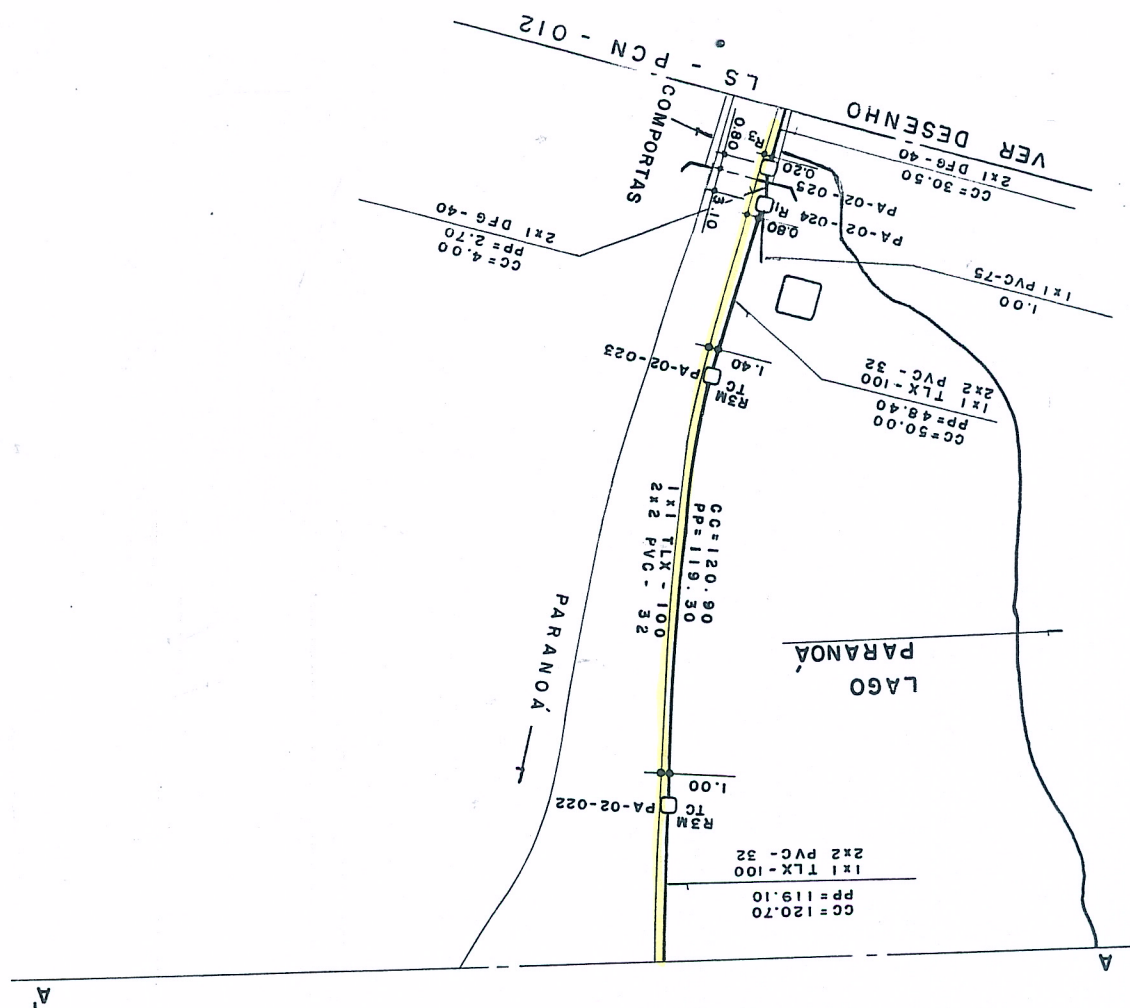 A
A'
CC=120.70
PP=119.10
1x1 TLX-100
2x2 PVC-32
R3M
TC
PA-02-022
1.00
LAGO
PARANOÁ
PARANOÁ
CC=120.90
PP=119.30
1x1 TLX - 100
2x2 PVC - 32
CC=50.00
PP=48.40
1x1 TLX-100
2x2 PVC - 32
R3M
TC
PA-02-023
1.40
1.00
1x1 PVC-75
CC=4.00
PP=2.70
2x1 DFG-40
0.80
R1
PA-02-024
PA-02-025
3.10
0.20
R3
0.80
COMPORTAS
CC=30.50
2x1 DFG-40
VER DESENHO
LS - PCN - 012